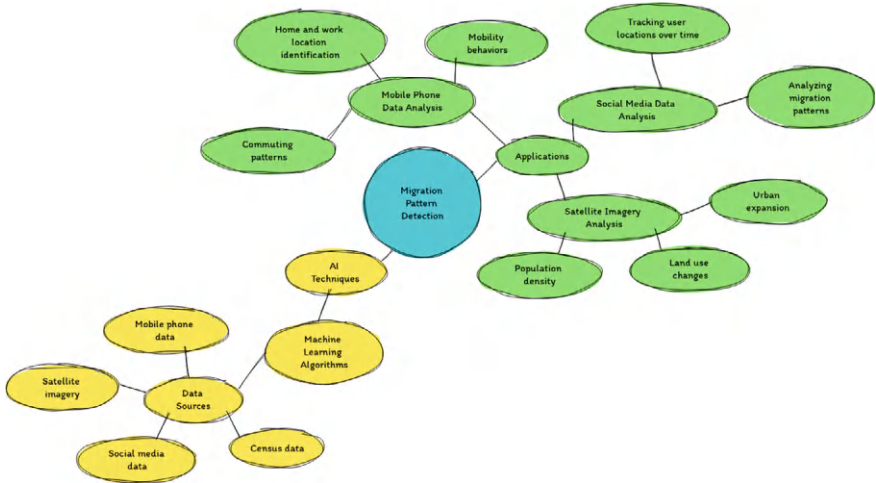 Tracking user
locations over time
Home and work
location
identification
Mobility
behaviors
Mobile Phone
Data Analysis
Social Media Data
Analysis
Analyzing
migration
patterns
Commuting
patterns
Applications
Migration
Pattern
Detection
Urban
expansion
Satellite Imagery
Analysis
Population
density
Land use
changes
AI
Techniques
Mobile phone
data
Machine
Learning
Algorithms
Satellite
imagery
Data
Sources
Social media
data
Census data